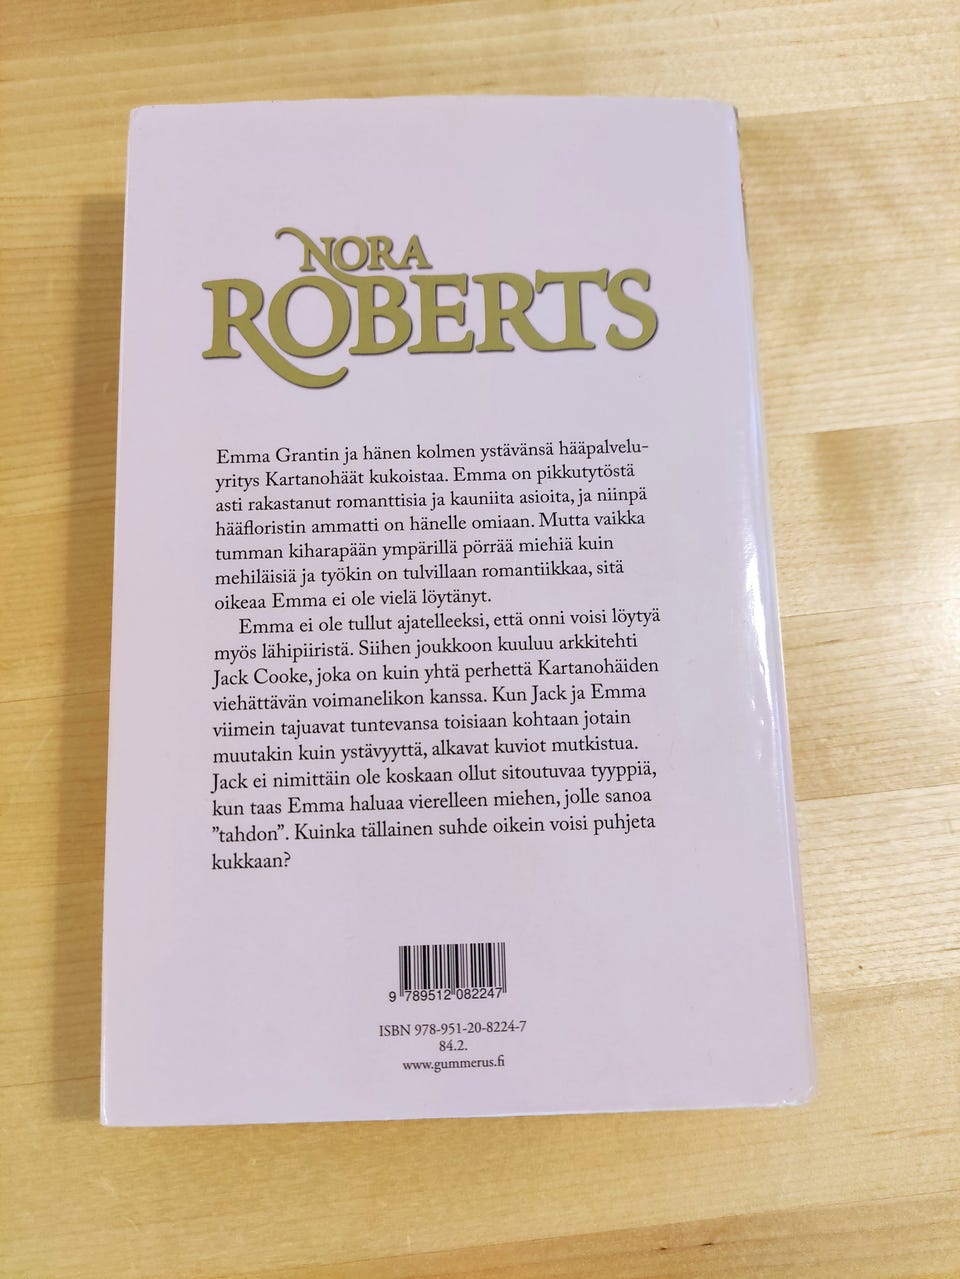 NORA
ROBERTS
Emma Grantin ja hänen kolmen ystävänsä hääpalvelu-
yritys Kartanohäät kukoistaa. Emma on pikkutytöstä
asti rakastanut romanttisia ja kauniita asioita, ja niinpä
hääfloristin ammatti on hänelle omiaan. Mutta vaikka
tumman kiharapään ympärillä pörrää miehiä kuin
mehiläisiä ja työkin on tulvillaan romantiikkaa, sitä
oikeaa Emma ei ole vielä löytänyt.
Emma ei ole tullut ajatelleeksi, että onni voisi löytyä
myös lähipiiristä. Siihen joukkoon kuuluu arkkitehti
Jack Cooke, joka on kuin yhtä perhettä Kartanohäiden
viehättävän voimanelikon kanssa. Kun Jack ja Emma
viimein tajuavat tuntevansa toisiaan kohtaan jotain
muutakin kuin ystävyyttä, alkavat kuviot mutkistua.
Jack ei nimittäin ole koskaan ollut sitoutuvaa tyyppiä,
kun taas Emma haluaa vierelleen miehen, jolle sanoa
”tahdon”. Kuinka tällainen suhde oikein voisi puhjeta
kukkaan?
9 789512 082247
ISBN 978-951-20-8224-7
84.2.
www.gummerus.fi